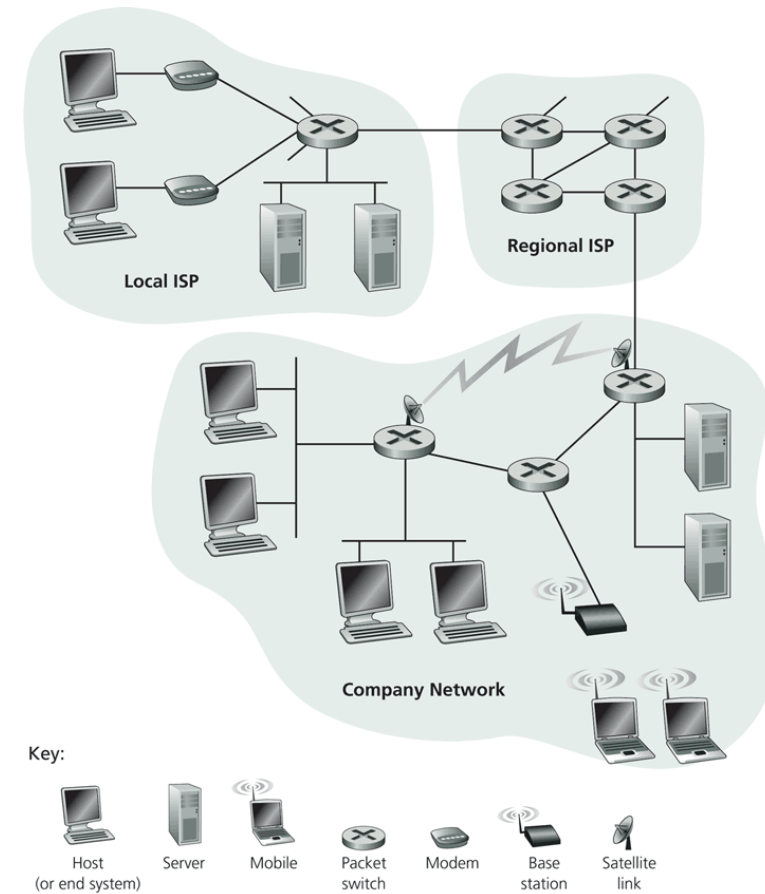 Local ISP
Regional ISP
Company Network
Key:
Host
(or end system)
Server
Mobile
Packet
switch
Modem
Base
station
Satellite
link